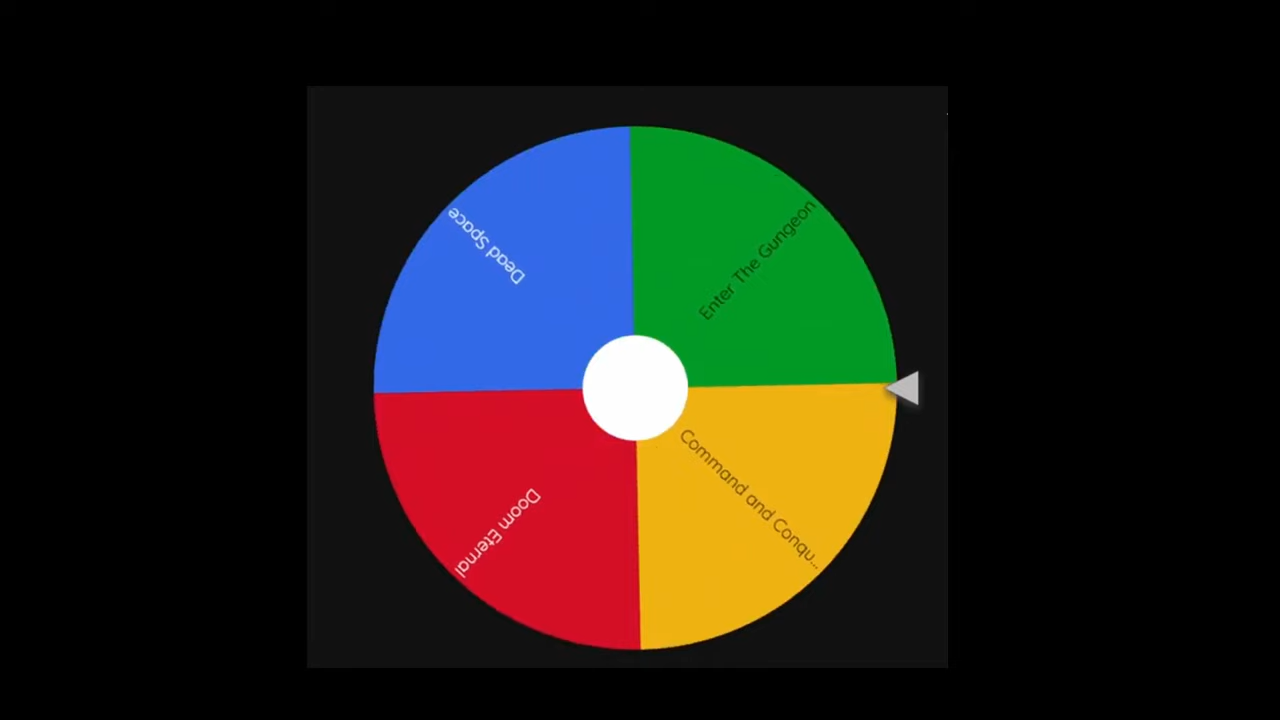 Dead Space
Enter The Gungeon
Command and Conqu...
Doom Eternal